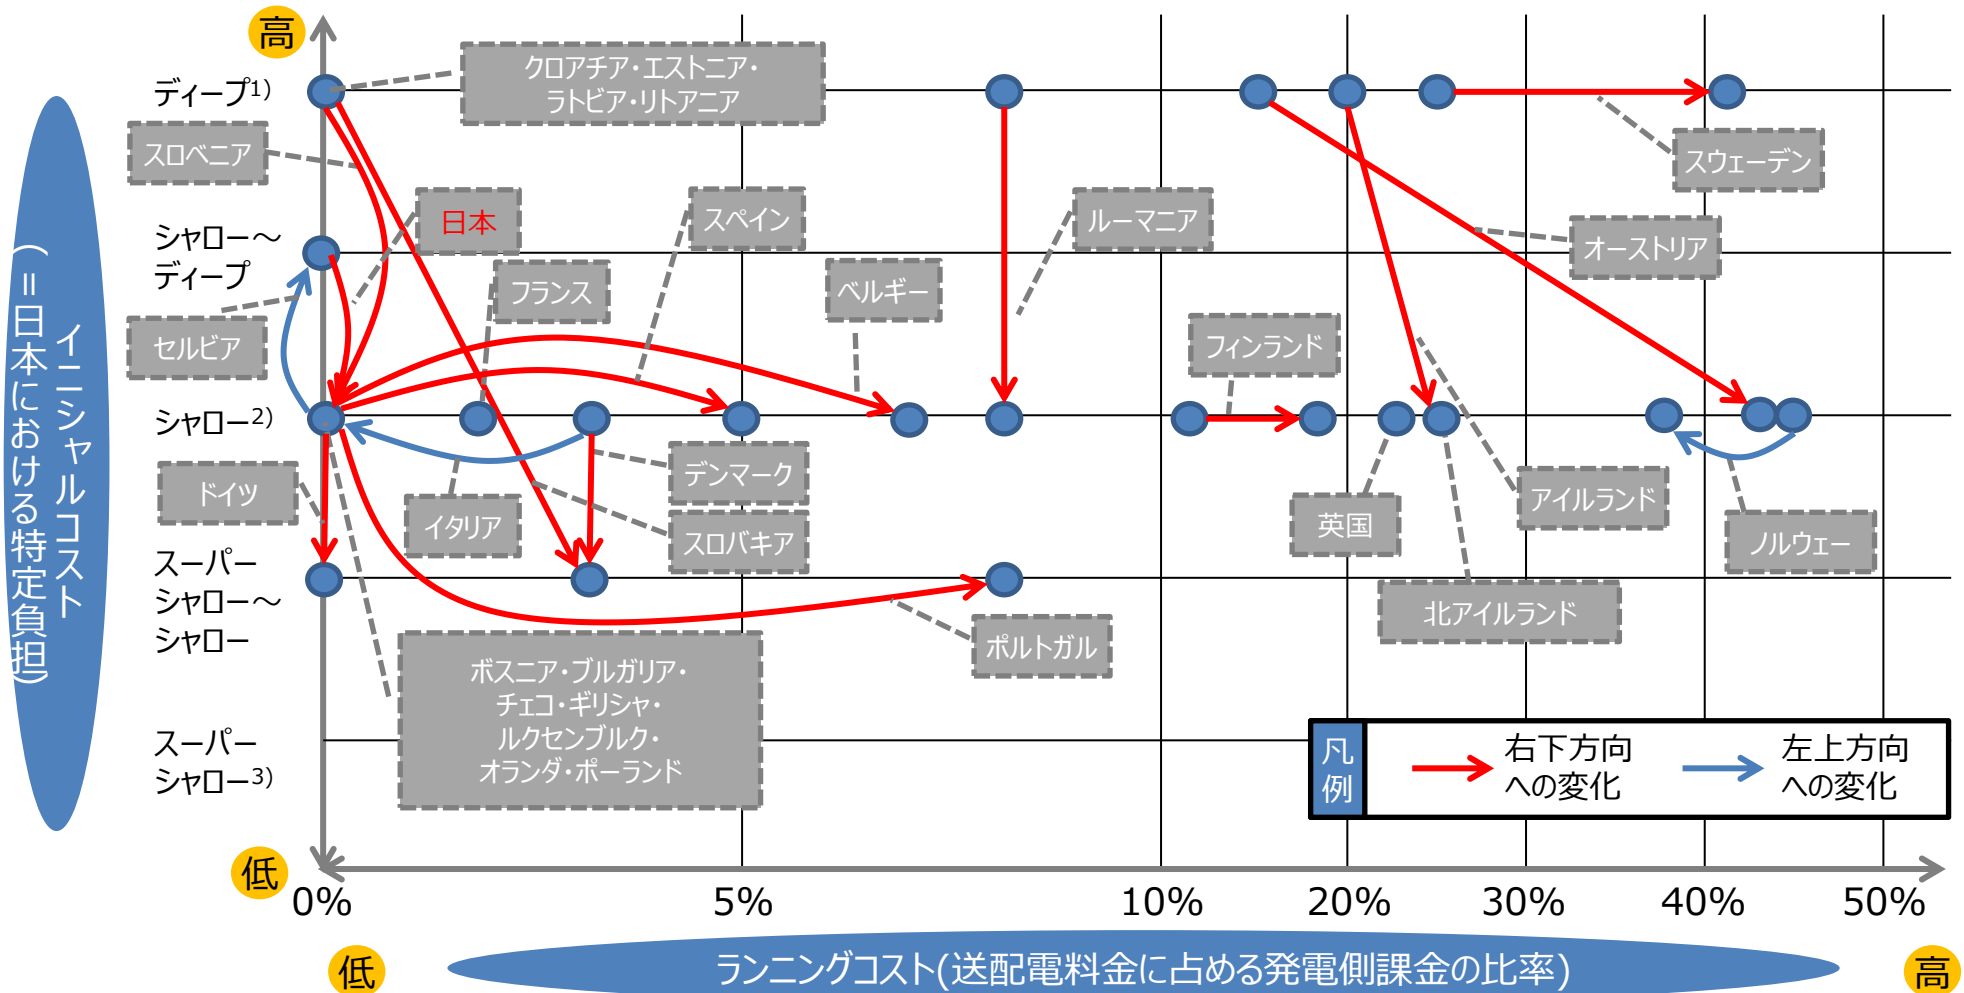 高
ディープ1)
クロアチア・エストニア・
ラトビア・リトアニア
スロベニア
スウェーデン
日本
スペイン
ルーマニア
シャロー～
ディープ
オーストリア
フランス
ベルギー
セルビア
フィンランド
イニシャルコスト
(=日本における特定負担)
シャロー2)
デンマーク
ドイツ
イタリア
スロバキア
アイルランド
英国
ノルウェー
スーパー
シャロー～
シャロー
北アイルランド
ポルトガル
ボスニア・ブルガリア・
チェコ・ギリシャ・
ルクセンブルク・
オランダ・ポーランド
スーパー
シャロー3)
凡例
右下方向
への変化
左上方向
への変化
低
0%
5%
10%
20%
30%
40%
50%
低
ランニングコスト(送配電料金に占める発電側課金の比率)
高